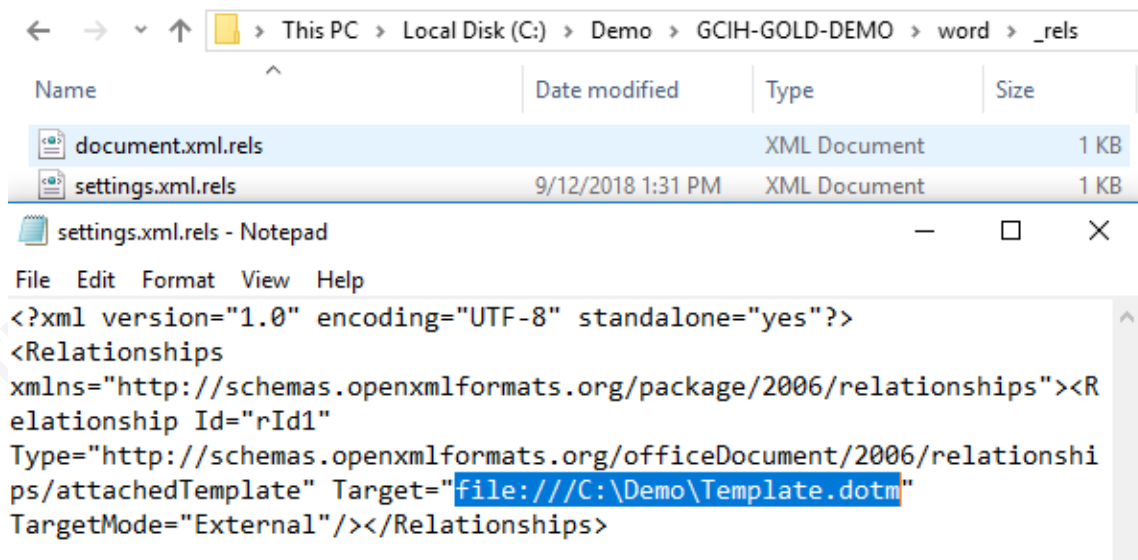 This PC > Local Disk (C:) > Demo > GCIH-GOLD-DEMO > word > _rels
Name Date modified Type Size
document.xml.rels XML Document 1 KB
settings.xml.rels 9/12/2018 1:31 PM XML Document 1 KB
settings.xml.rels - Notepad
File Edit Format View Help
<?xml version="1.0" encoding="UTF-8" standalone="yes"?>
<Relationships
xmlns="http://schemas.openxmlformats.org/package/2006/relationships"><R
elationship Id="rId1"
Type="http://schemas.openxmlformats.org/officeDocument/2006/relationshi
ps/attachedTemplate" Target="file:///C:\Demo\Template.dotm"
TargetMode="External"/></Relationships>